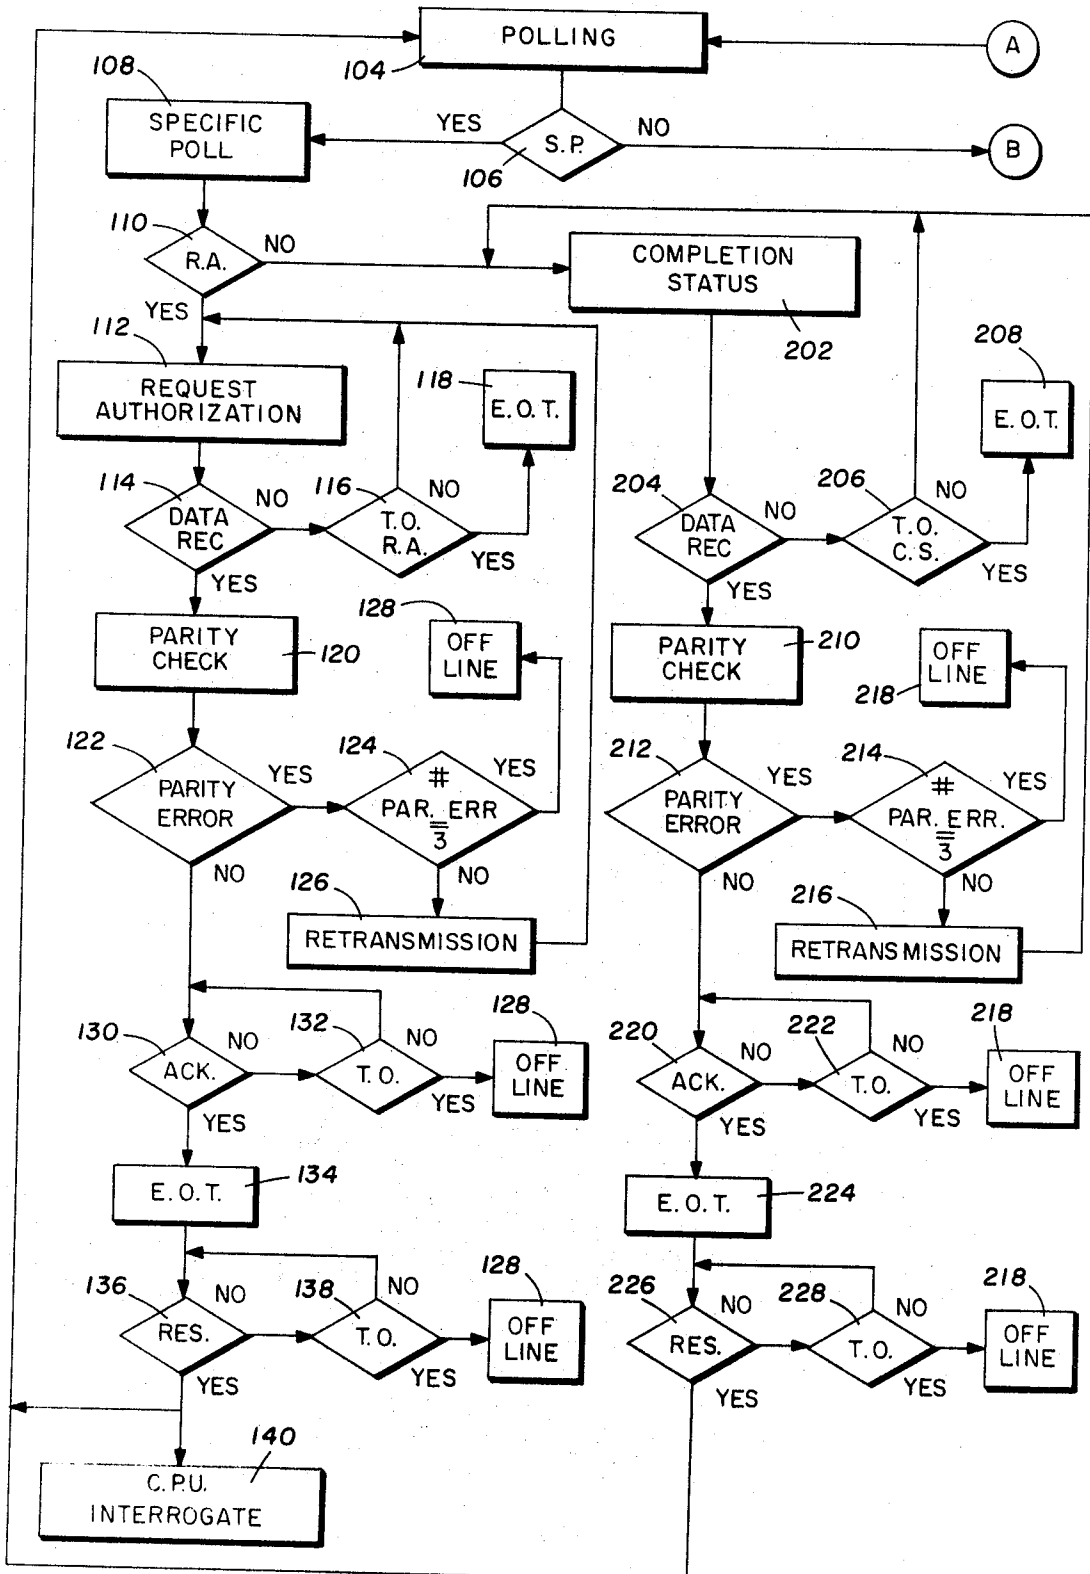 POLLING
104
A
108
SPECIFIC
POLL
YES
S.P.
106
NO
B
110
R.A.
NO
YES
COMPLETION
STATUS
202
112
REQUEST
AUTHORIZATION
118
E.O.T.
208
E.O.T.
114
DATA
REC
NO
YES
116
T.O.
R.A.
NO
YES
204
DATA
REC
NO
YES
206
T.O.
C.S.
NO
YES
PARITY
CHECK
120
128
OFF
LINE
PARITY
CHECK
210
OFF
LINE
218
122
PARITY
ERROR
YES
NO
124
#
PAR. ERR
=
3
YES
NO
212
PARITY
ERROR
YES
NO
214
#
PAR. ERR.
=
3
YES
NO
126
RETRANSMISSION
216
RETRANSMISSION
130
ACK.
NO
YES
132
T.O.
NO
YES
128
OFF
LINE
220
ACK.
NO
YES
222
T.O.
NO
YES
218
OFF
LINE
E.O.T.
134
E.O.T.
224
136
RES.
NO
YES
138
T.O.
NO
YES
128
OFF
LINE
226
RES.
NO
YES
228
T.O.
NO
YES
218
OFF
LINE
140
C.P.U.
INTERROGATE